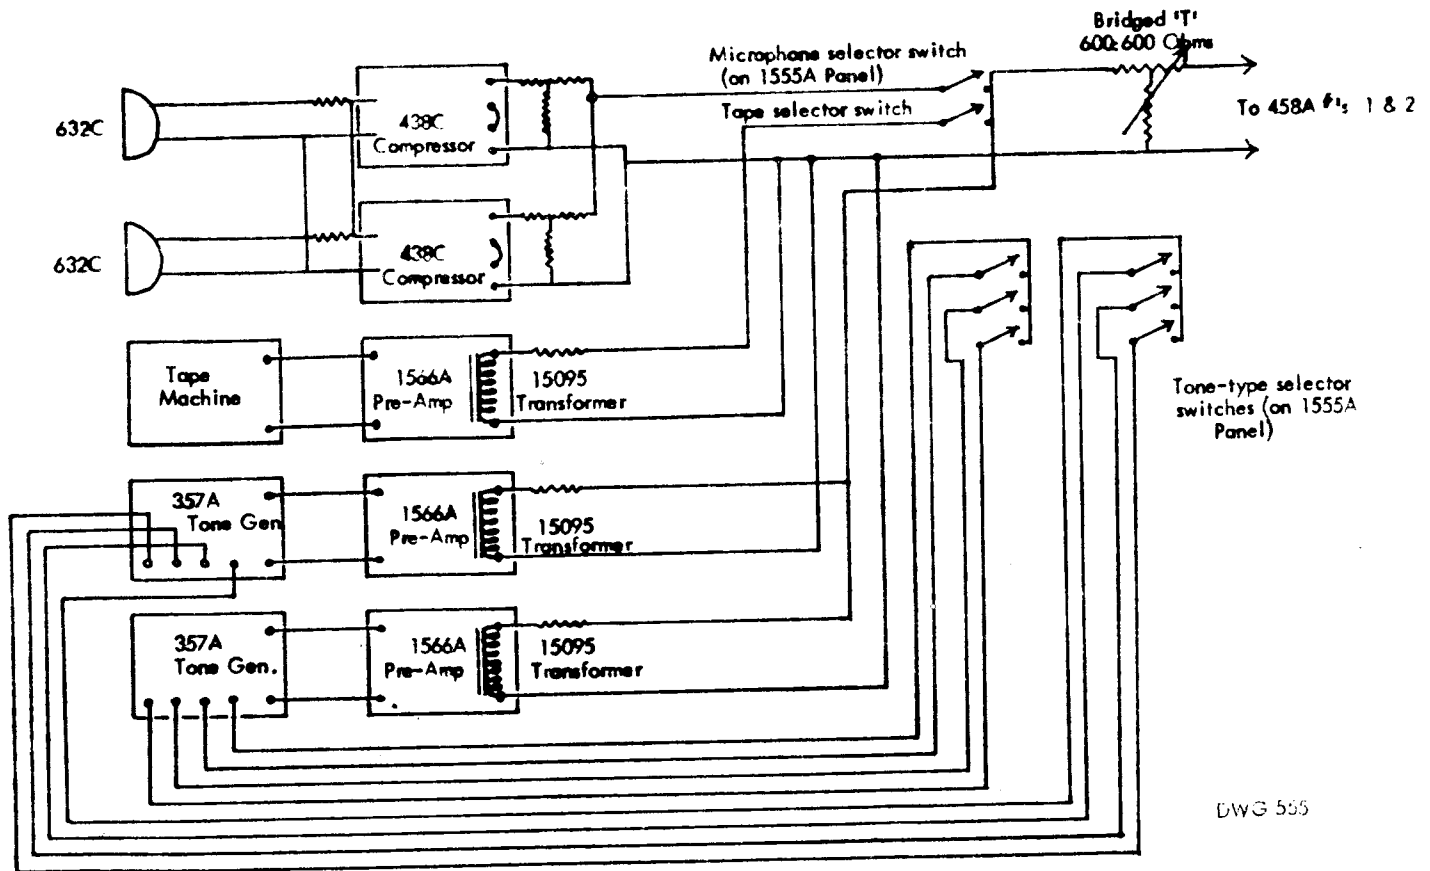 Bridged 'T'
600:600 Ohms
Microphone selector switch
(on 1555A Panel)
Tape selector switch
To 458A #'s 1 & 2
632C
438C
Compressor
632C
438C
Compressor
Tape
Machine
1566A
Pre-Amp
15095
Transformer
Tone-type selector
switches (on 1555A
Panel)
357A
Tone Gen
1566A
Pre-Amp
15095
Transformer
357A
Tone Gen.
1566A
Pre-Amp
15095
Transformer
DWG 555